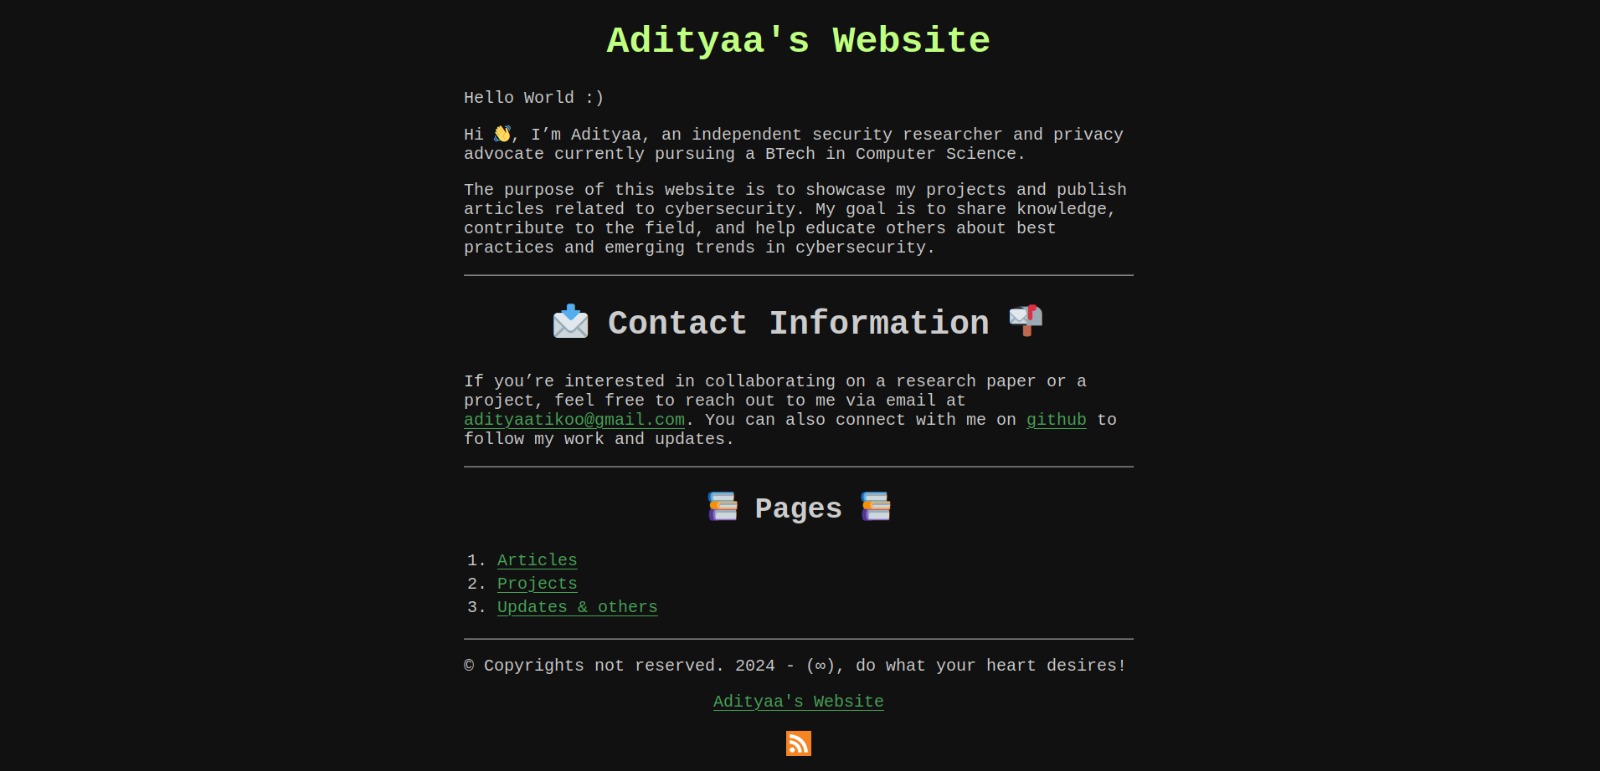 Adityaa's Website
Hello World :)
Hi 👋, I’m Adityaa, an independent security researcher and privacy
advocate currently pursuing a BTech in Computer Science.
The purpose of this website is to showcase my projects and publish
articles related to cybersecurity. My goal is to share knowledge,
contribute to the field, and help educate others about best
practices and emerging trends in cybersecurity.
📩 Contact Information 📬
If you’re interested in collaborating on a research paper or a
project, feel free to reach out to me via email at
adityaatikoo@gmail.com. You can also connect with me on github to
follow my work and updates.
📚 Pages 📚
1. Articles
2. Projects
3. Updates & others
© Copyrights not reserved. 2024 - (∞), do what your heart desires!
Adityaa's Website